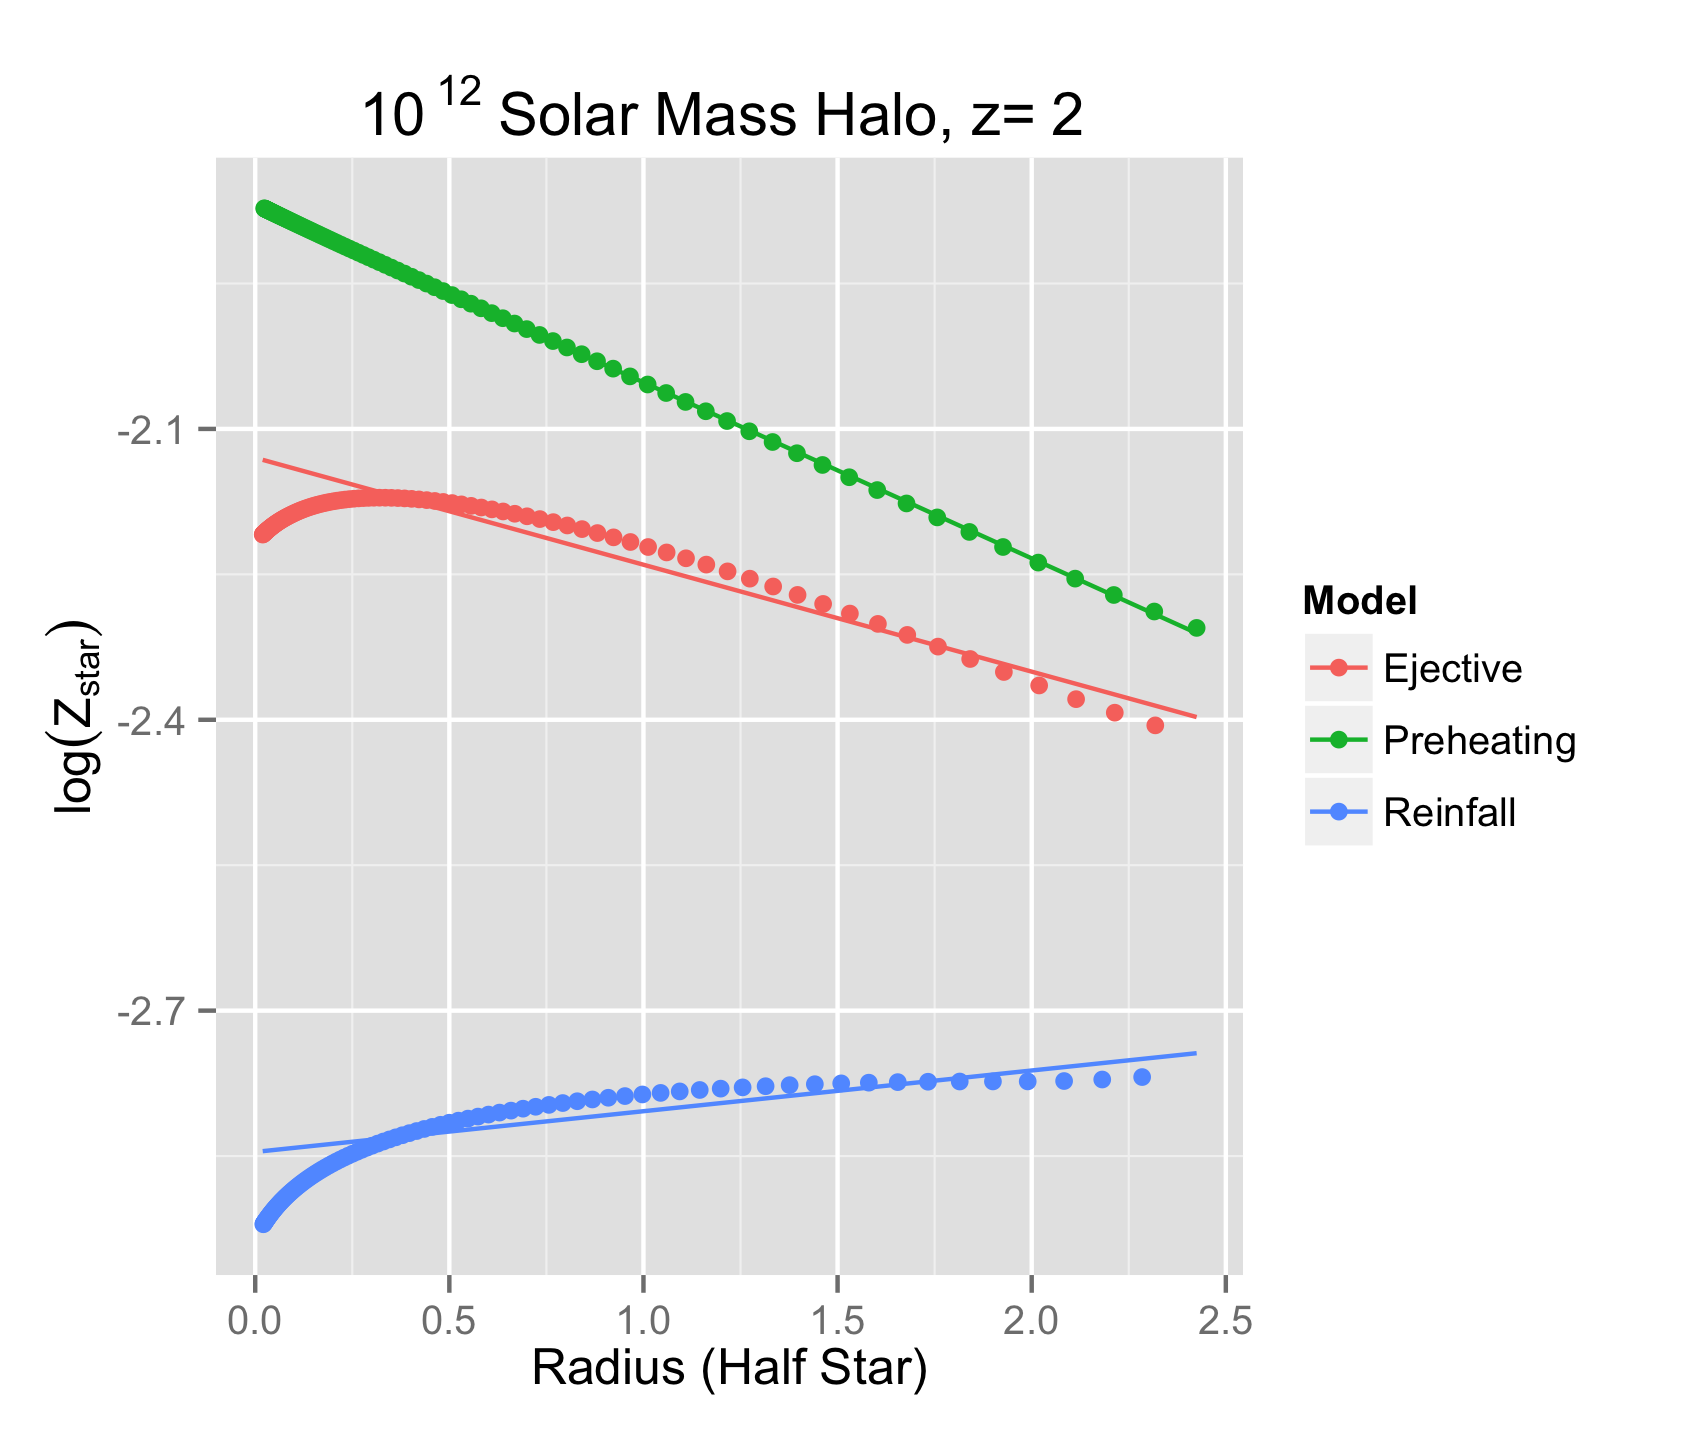 10 12 Solar Mass Halo, z= 2
log(Zstar)
-2.1
-2.4
-2.7
0.0 0.5 1.0 1.5 2.0 2.5
Radius (Half Star)
Model
Ejective
Preheating
Reinfall